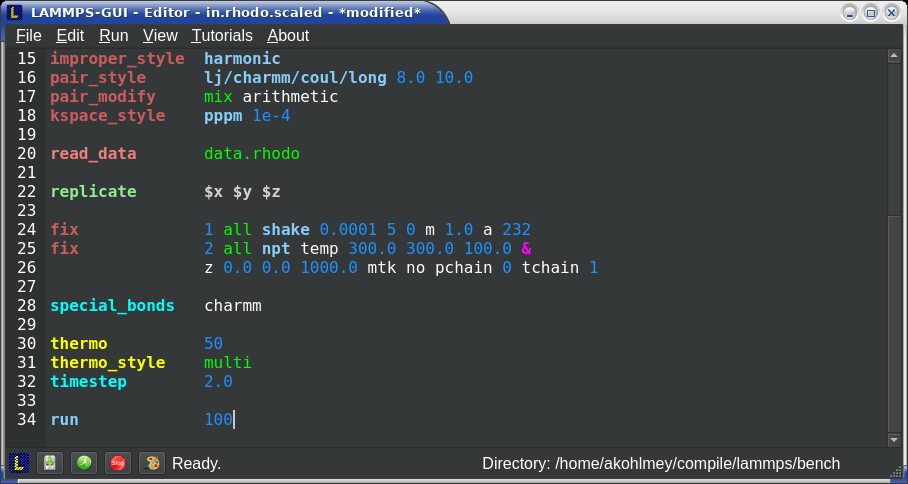 LAMMPS-GUI - Editor - in.rhodo.scaled - *modified*
File Edit Run View Tutorials About
15 improper_style harmonic
16 pair_style lj/charmm/coul/long 8.0 10.0
17 pair_modify mix arithmetic
18 kspace_style pppm 1e-4
19
20 read_data data.rhodo
21
22 replicate $x $y $z
23
24 fix 1 all shake 0.0001 5 0 m 1.0 a 232
25 fix 2 all npt temp 300.0 300.0 100.0 &
26 z 0.0 0.0 1000.0 mtk no pchain 0 tchain 1
27
28 special_bonds charmm
29
30 thermo 50
31 thermo_style multi
32 timestep 2.0
33
34 run 100
L Stop Ready. Directory: /home/akohlmey/compile/lammps/bench